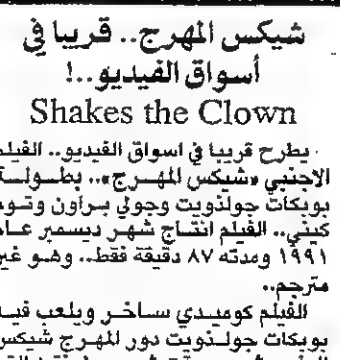 شيكس المهرج.. قريبا في
أسواق الفيديو..!
Shakes the Clown
يطرح قريبا في اسواق الفيديو.. الفيلم
الاجنبي «شيكس المهرج».. بطولة
بوبكات جولدويت وجولي براون وتوم
كيني.. الفيلم انتاج شهر ديسمبر عام
١٩٩١ ومدته ٨٧ دقيقة فقط.. وهو غير
مترجم..
الفيلم كوميدي ساخر ويلعب فيه
بوبكات جولدويت دور المهرج شيكس